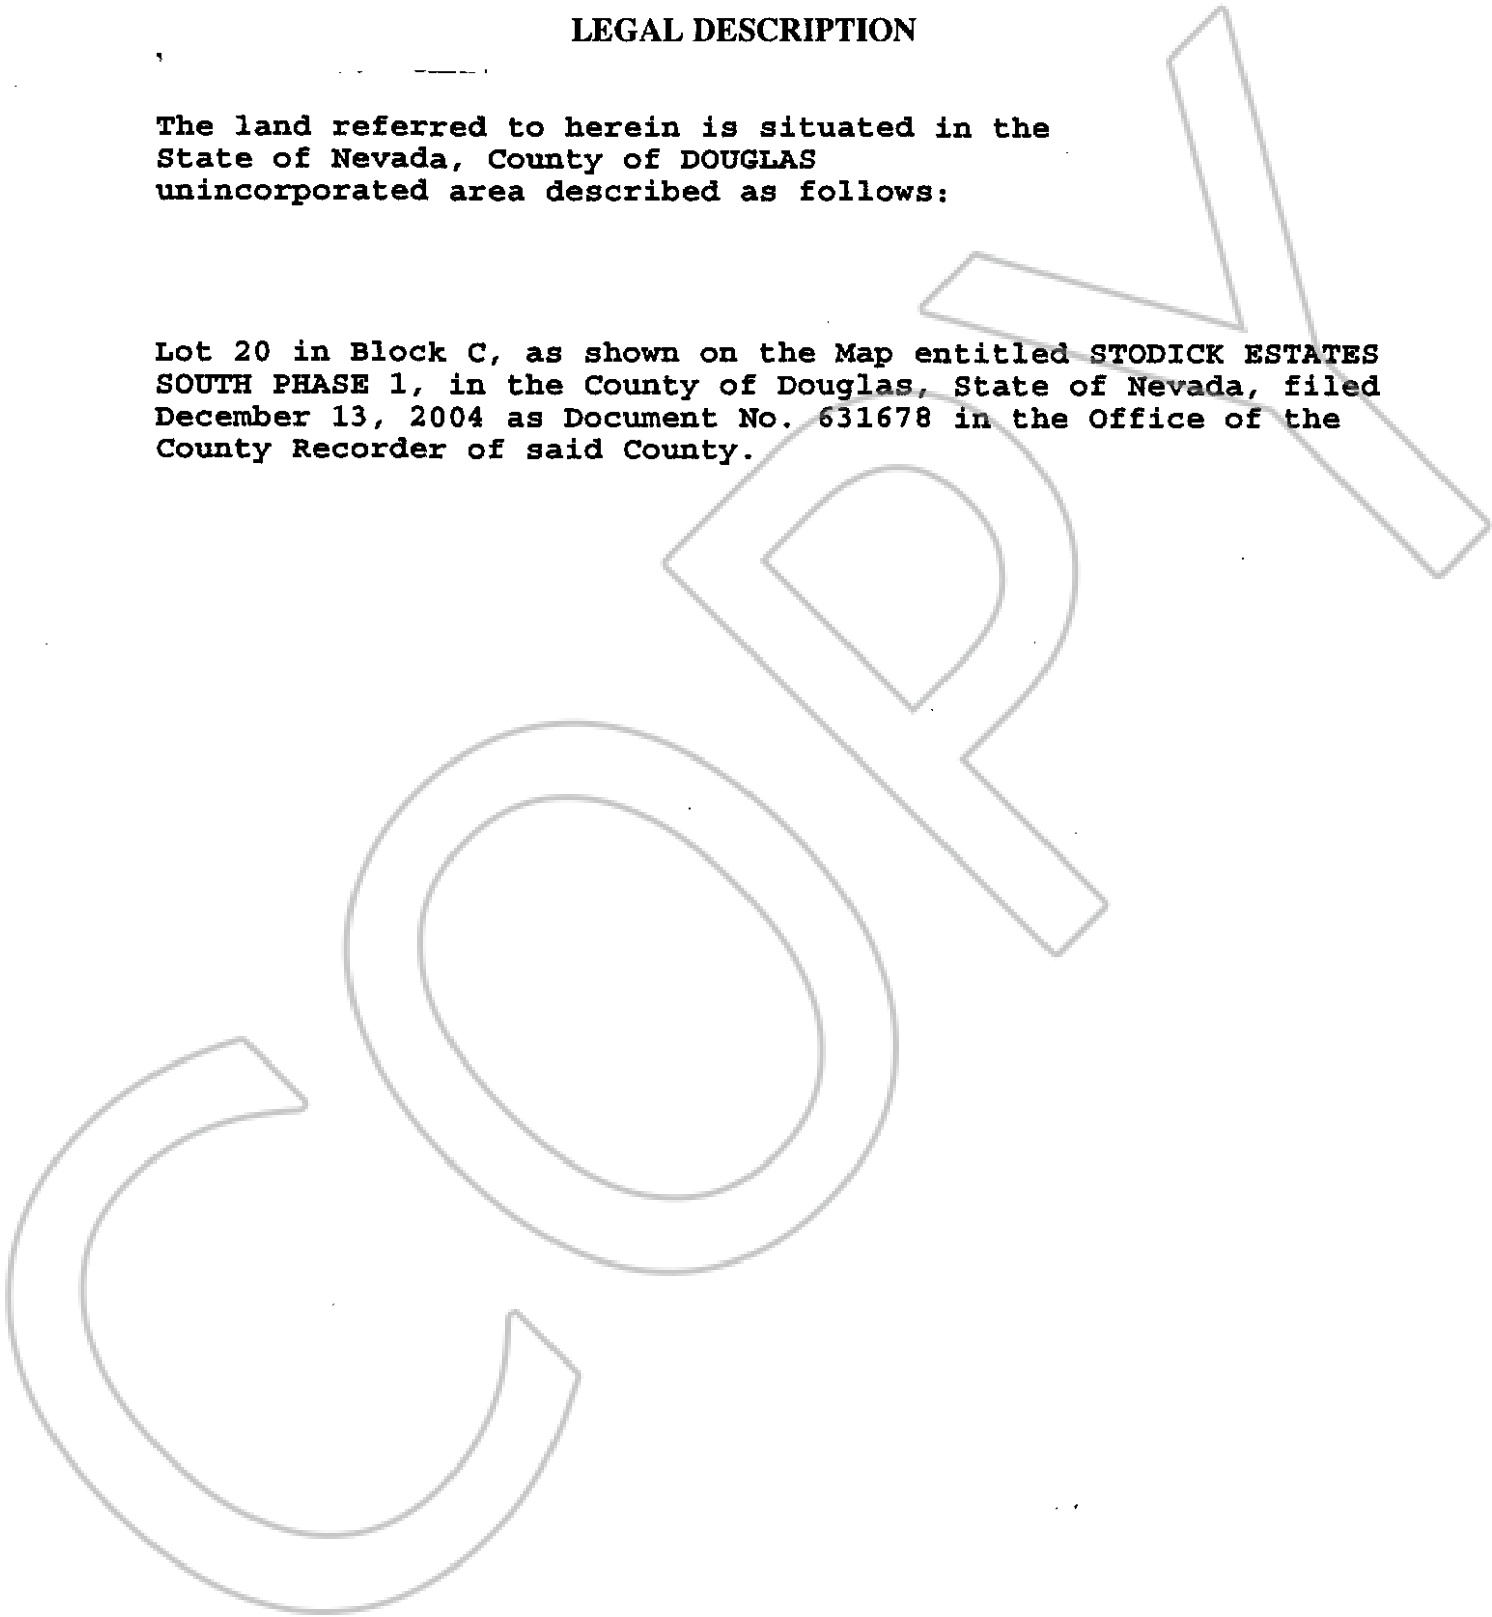 LEGAL DESCRIPTION
The land referred to herein is situated in the
State of Nevada, County of DOUGLAS
unincorporated area described as follows:
Lot 20 in Block C, as shown on the Map entitled STODICK ESTATES
SOUTH PHASE 1, in the County of Douglas, State of Nevada, filed
December 13, 2004 as Document No. 631678 in the Office of the
County Recorder of said County.
COPY